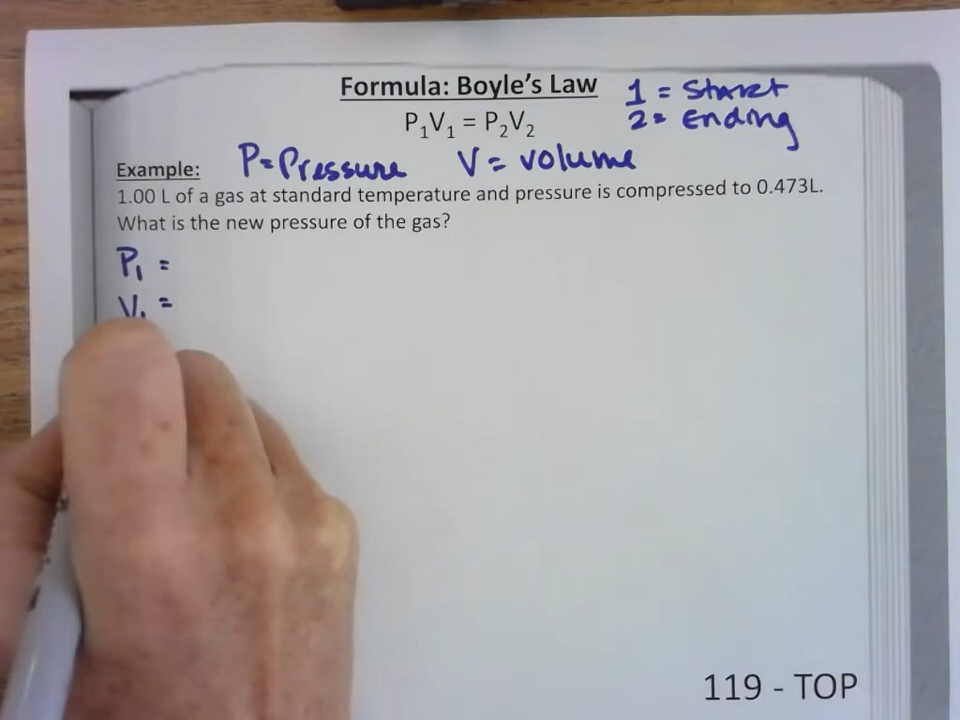 Formula: Boyle's Law
1 = Start
P₁V₁ = P₂V₂
2 = Ending
Example:
P = Pressure V = volume
1.00 L of a gas at standard temperature and pressure is compressed to 0.473L.
What is the new pressure of the gas?
P₁ =
V₁ =
119 - TOP